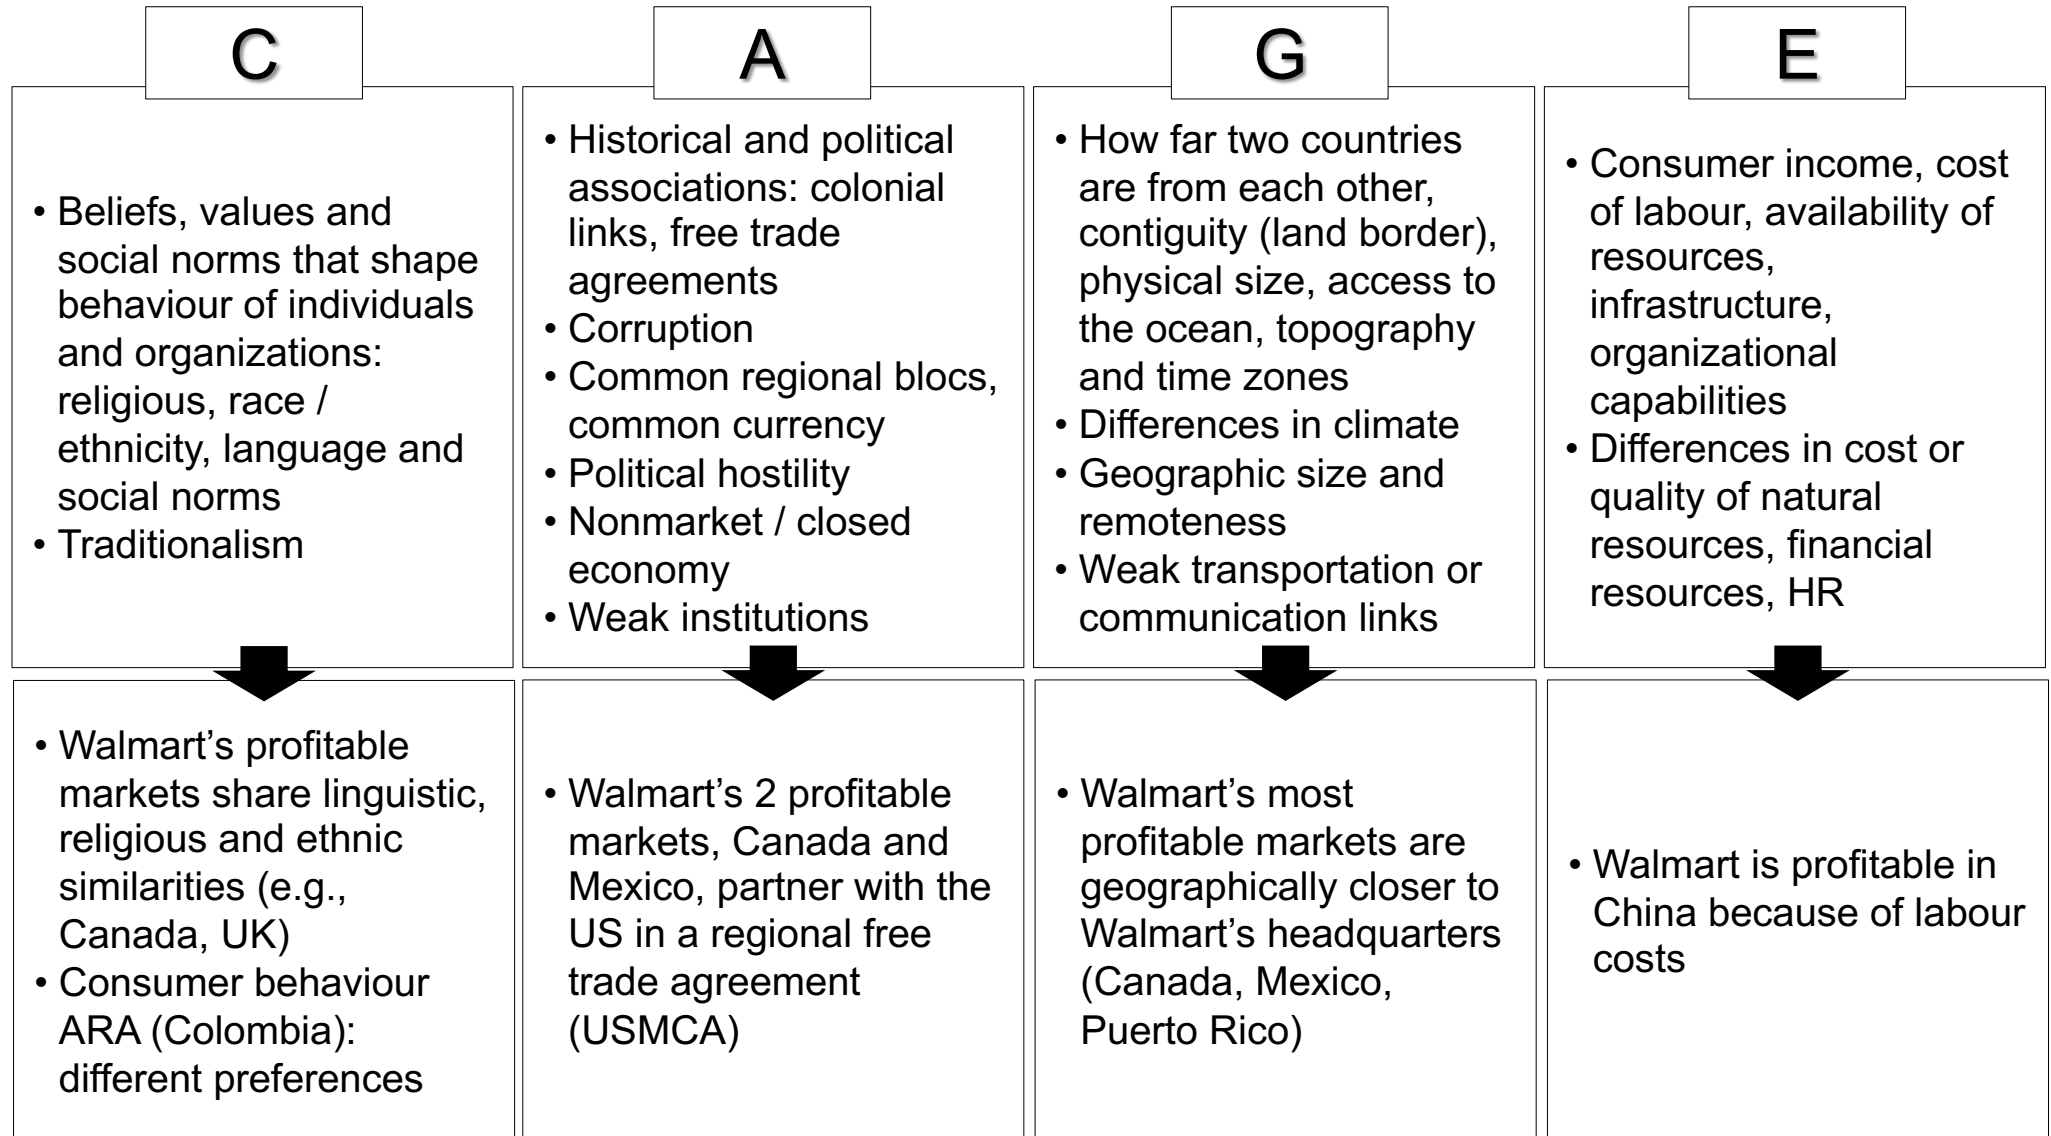 C
• Beliefs, values and
social norms that shape
behaviour of individuals
and organizations:
religious, race /
ethnicity, language and
social norms
• Traditionalism
• Walmart’s profitable
markets share linguistic,
religious and ethnic
similarities (e.g.,
Canada, UK)
• Consumer behaviour
ARA (Colombia):
different preferences
A
• Historical and political
associations: colonial
links, free trade
agreements
• Corruption
• Common regional blocs,
common currency
• Political hostility
• Nonmarket / closed
economy
• Weak institutions
• Walmart’s 2 profitable
markets, Canada and
Mexico, partner with the
US in a regional free
trade agreement
(USMCA)
G
• How far two countries
are from each other,
contiguity (land border),
physical size, access to
the ocean, topography
and time zones
• Differences in climate
• Geographic size and
remoteness
• Weak transportation or
communication links
• Walmart’s most
profitable markets are
geographically closer to
Walmart’s headquarters
(Canada, Mexico,
Puerto Rico)
E
• Consumer income, cost
of labour, availability of
resources,
infrastructure,
organizational
capabilities
• Differences in cost or
quality of natural
resources, financial
resources, HR
• Walmart is profitable in
China because of labour
costs